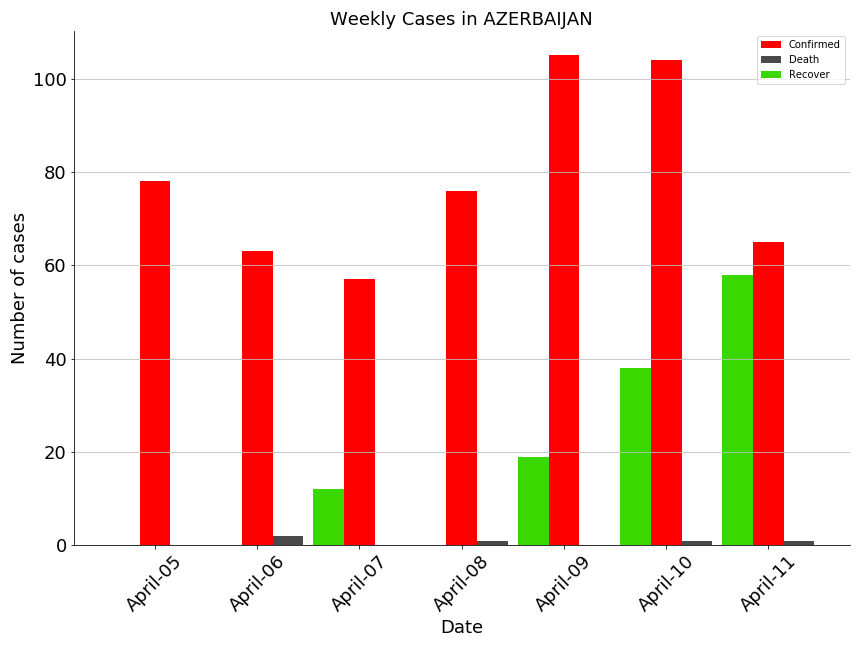 Weekly Cases in AZERBAIJAN
Confirmed
Death
Recover
Number of cases
100
80
60
40
20
0
April-05
April-06
April-07
April-08
April-09
April-10
April-11
Date